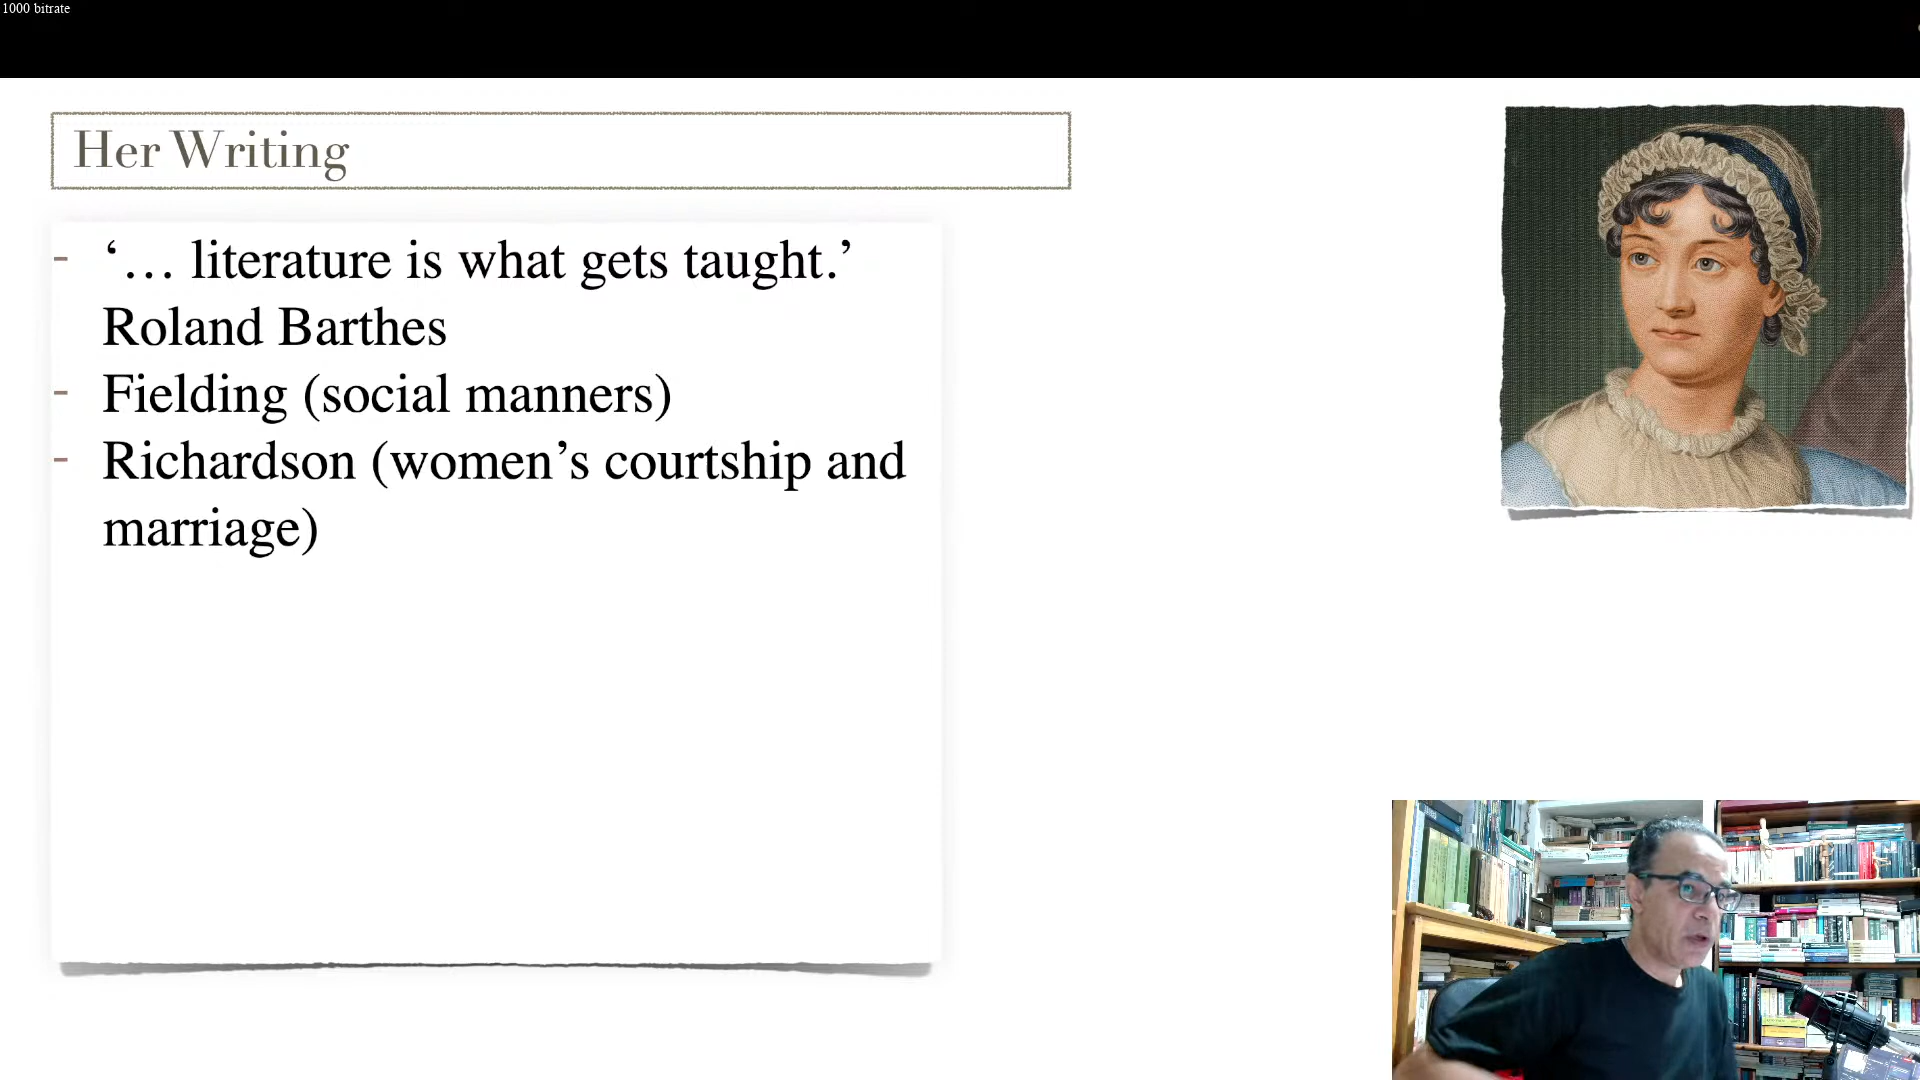 1000 bitrate
Her Writing
- ‘… literature is what gets taught.’
Roland Barthes
- Fielding (social manners)
- Richardson (women’s courtship and
marriage)